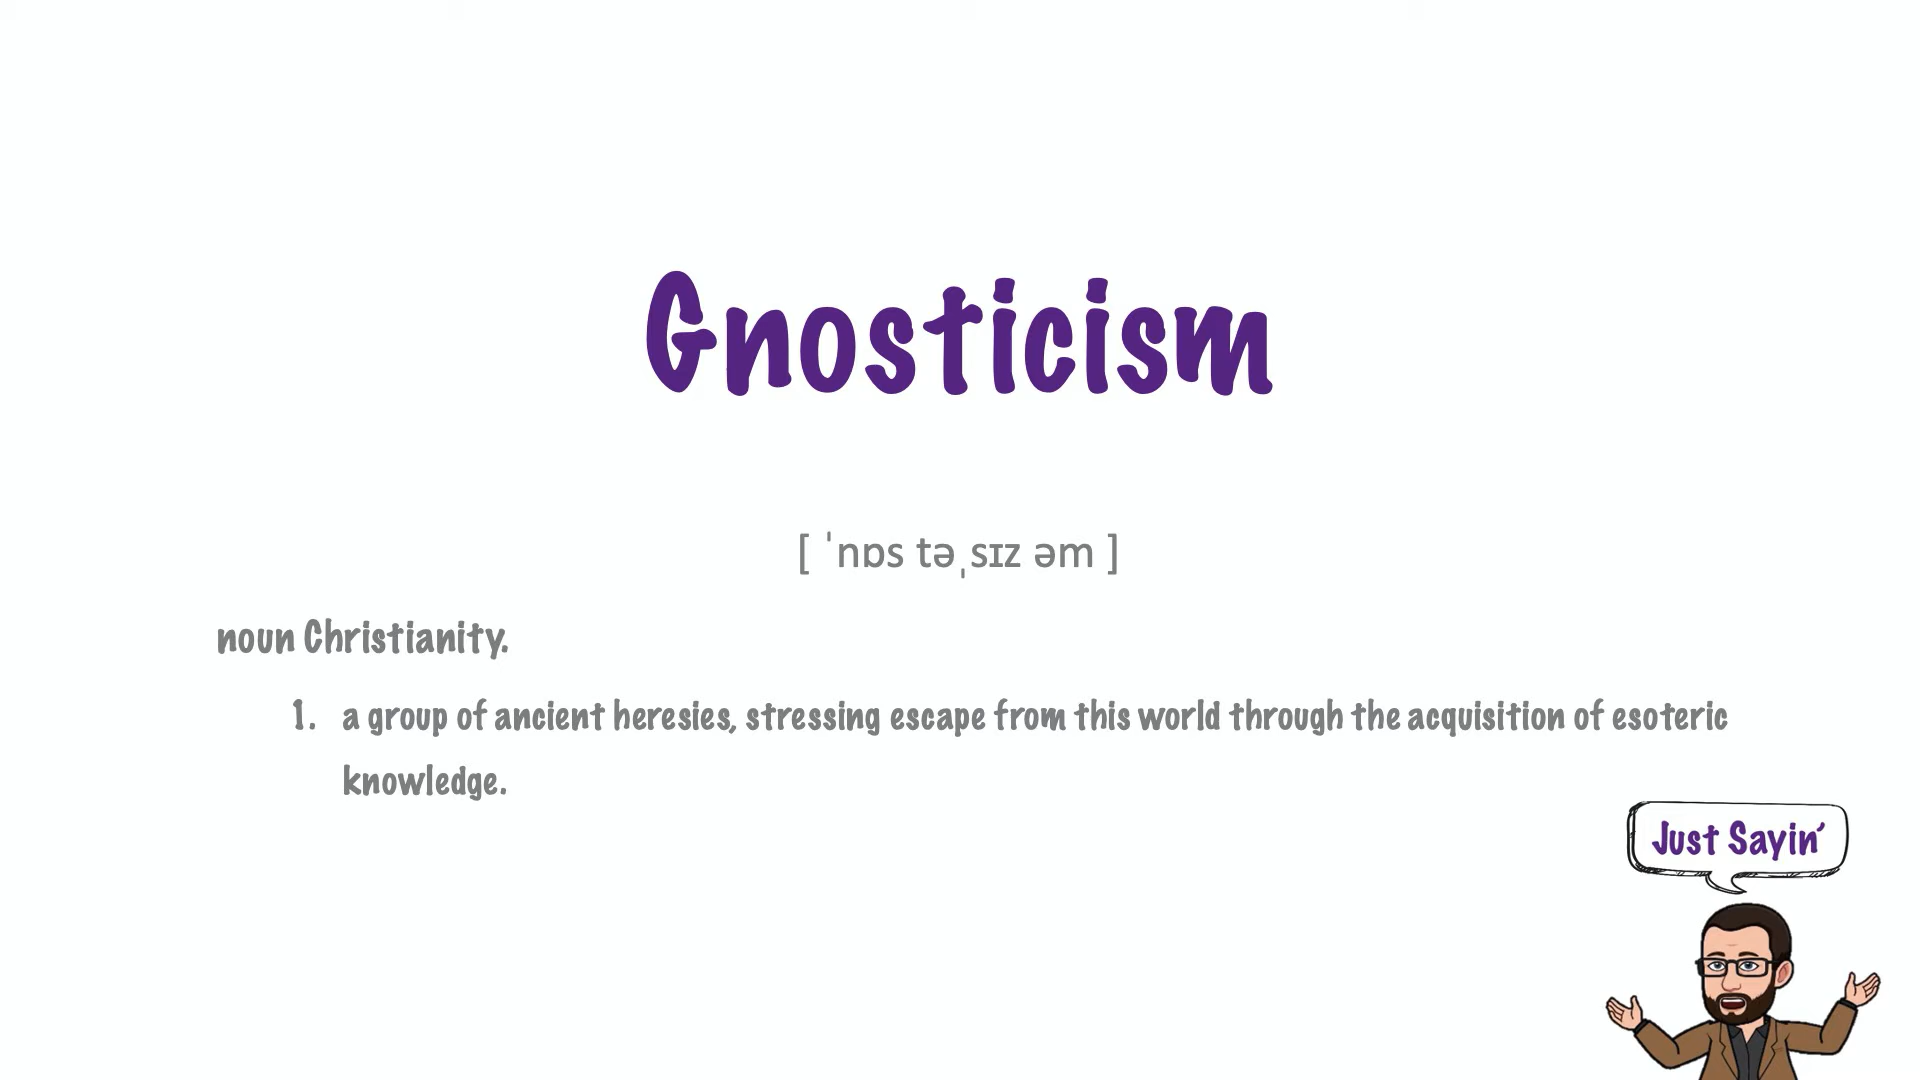 Gnosticism
[ ˈnɒs təˌsɪz əm ]
noun Christianity.
1. a group of ancient heresies, stressing escape from this world through the acquisition of esoteric
knowledge.
Just Sayin’